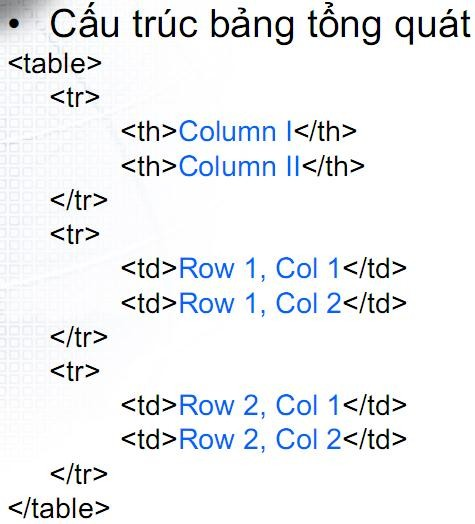 • Cấu trúc bảng tổng quát
<table>
<tr>
<th>Column I</th>
<th>Column II</th>
</tr>
<tr>
<td>Row 1, Col 1</td>
<td>Row 1, Col 2</td>
</tr>
<tr>
<td>Row 2, Col 1</td>
<td>Row 2, Col 2</td>
</tr>
</table>